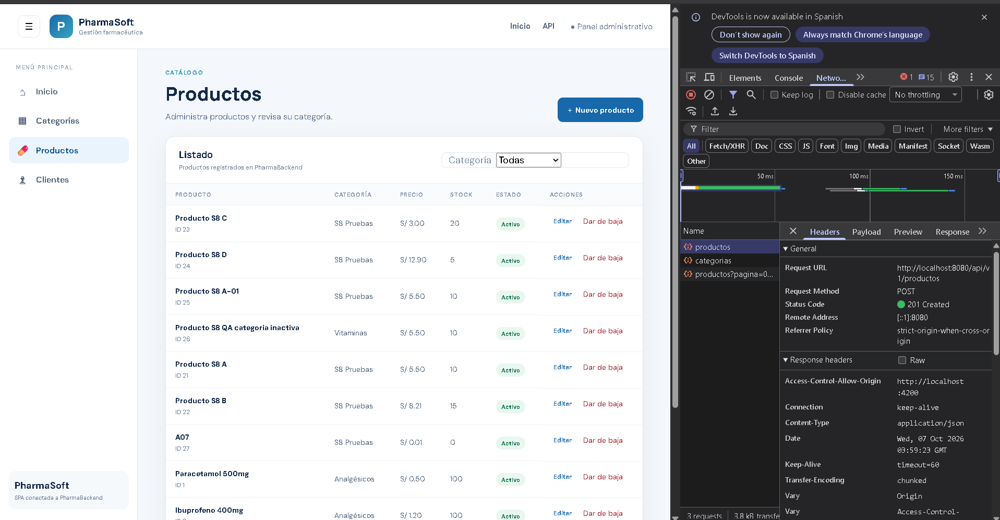 PharmaSoft
Gestión farmacéutica
Inicio API Panel administrativo
MENÚ PRINCIPAL
Inicio
Categorías
Productos
Clientes
PharmaSoft
SPA conectada a PharmaBackend
CATÁLOGO
Productos
Administra productos y revisa su categoría.
+ Nuevo producto
Listado
Productos registrados en PharmaBackend
Categoría Todas
PRODUCTO CATEGORÍA PRECIO STOCK ESTADO ACCIONES
Producto S8 C
ID 23
S8 Pruebas S/ 3.00 20 Activo Editar Dar de baja
Producto S8 D
ID 24
S8 Pruebas S/ 12.90 5 Activo Editar Dar de baja
Producto S8 A-01
ID 25
S8 Pruebas S/ 5.50 10 Activo Editar Dar de baja
Producto S8 QA categoria inactiva
ID 26
Vitaminas S/ 5.50 10 Activo Editar Dar de baja
Producto S8 A
ID 21
S8 Pruebas S/ 5.50 10 Activo Editar Dar de baja
Producto S8 B
ID 22
S8 Pruebas S/ 8.21 15 Activo Editar Dar de baja
A07
ID 27
S8 Pruebas S/ 0.01 0 Activo Editar Dar de baja
Paracetamol 500mg
ID 1
Analgésicos S/ 0.50 100 Activo Editar Dar de baja
Ibuprofeno 400mg
Analgésicos S/ 1.20 100 Activo Editar Dar de baja
DevTools is now available in Spanish
Don't show again Always match Chrome's language
Switch DevTools to Spanish
Elements Console Netwo... 1 15
Keep log Disable cache No throttling
Filter Invert More filters
All Fetch/XHR Doc CSS JS Font Img Media Manifest Socket Wasm
Other
50 ms 100 ms 150 ms
Name
productos
categorias
productos?pagina=0...
3 requests 3.8 kB transfe
Headers Payload Preview Response
General
Request URL http://localhost:8080/api/v
1/productos
Request Method POST
Status Code 201 Created
Remote Address [::1]:8080
Referrer Policy strict-origin-when-cross-or
igin
Response headers Raw
Access-Control-Allow-Origin http://localhost
:4200
Connection keep-alive
Content-Type application/json
Date Wed, 07 Oct 2026
03:59:23 GMT
Keep-Alive timeout=60
Transfer-Encoding chunked
Vary Origin
Vary Access-Control-